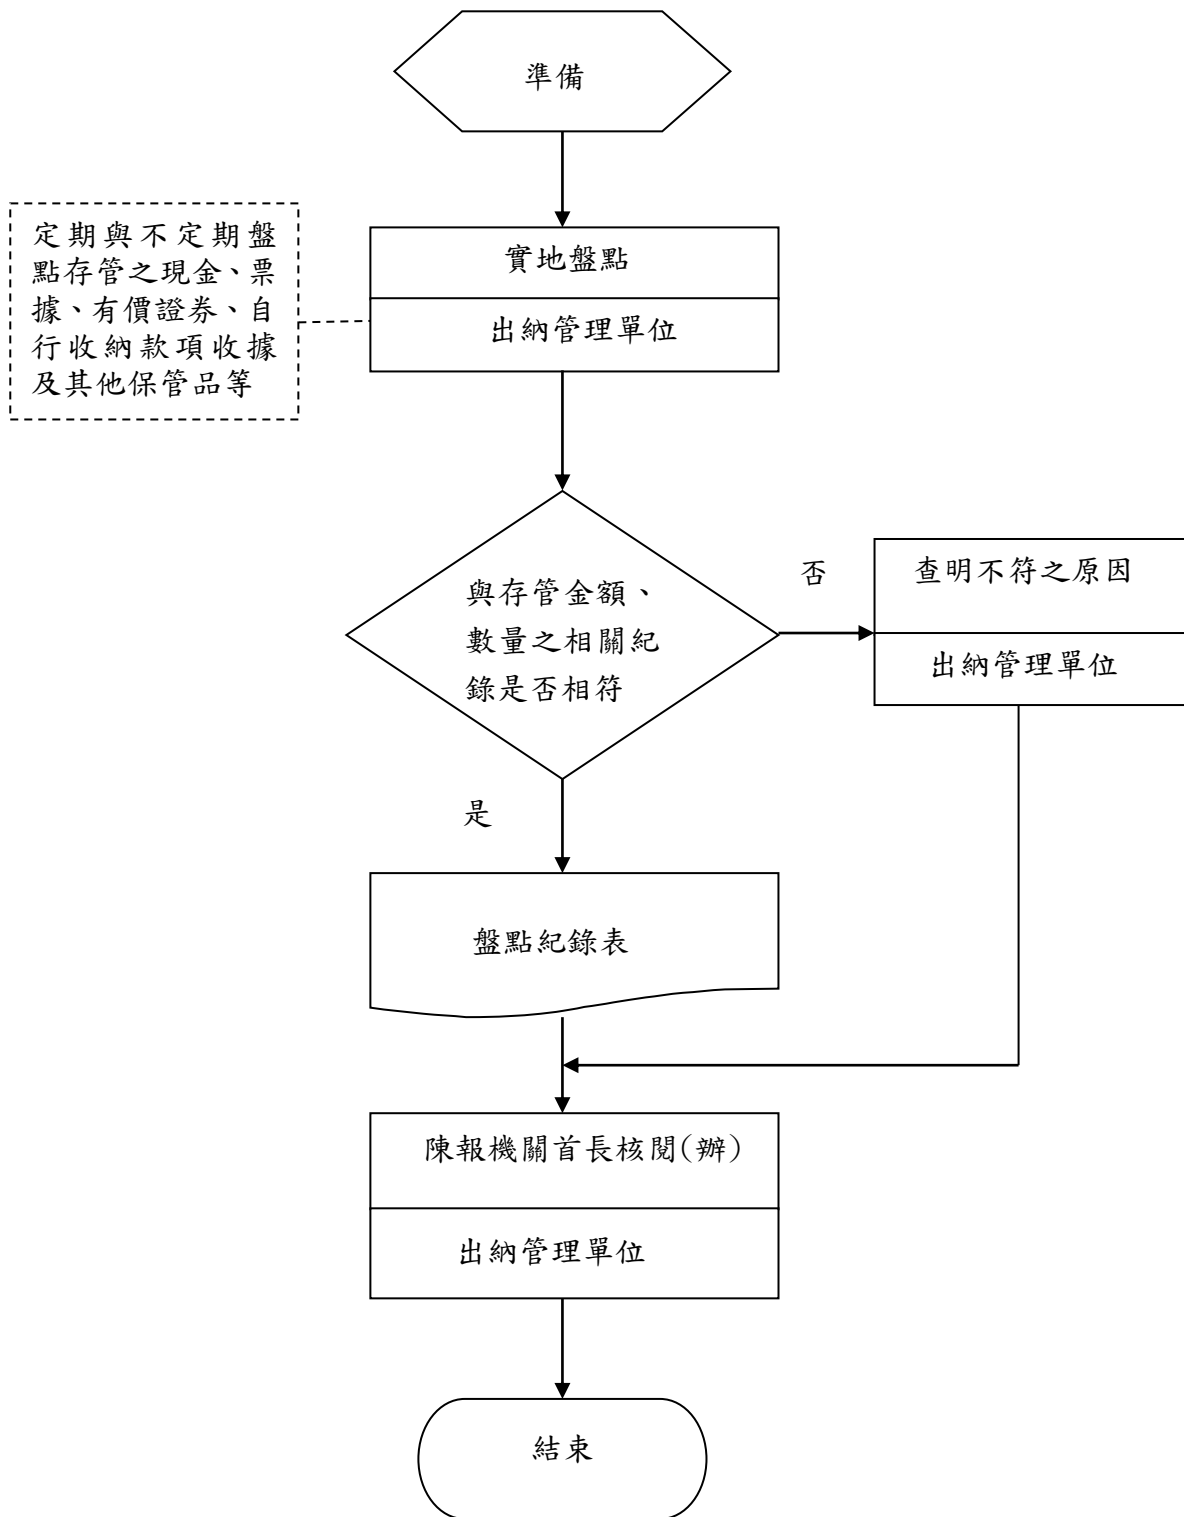 準備
定期與不定期盤
點存管之現金、票
據、有價證券、自
行收納款項收據
及其他保管品等
實地盤點
出納管理單位
與存管金額、
數量之相關紀
錄是否相符
否
查明不符之原因
出納管理單位
是
盤點紀錄表
陳報機關首長核閱(辦)
出納管理單位
結束